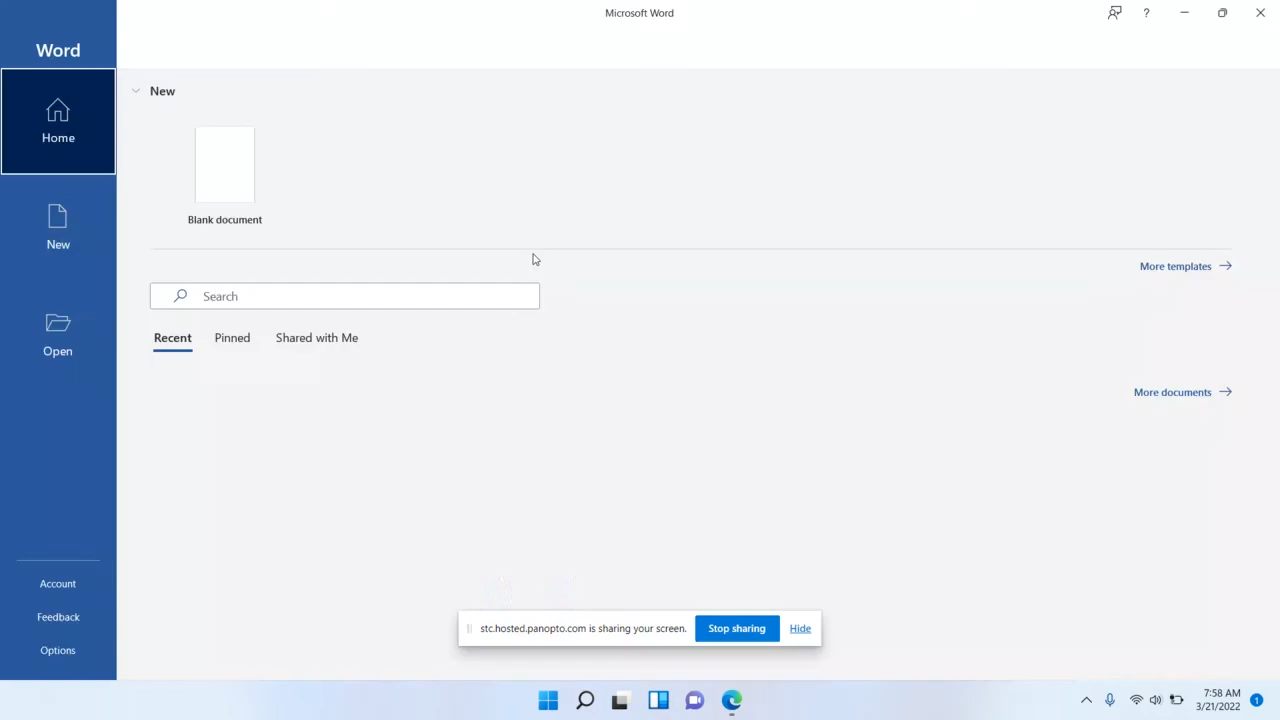 Microsoft Word
?
Word
Home
New
Open
Account
Feedback
Options
New
Blank document
More templates
Search
Recent Pinned Shared with Me
More documents
stc.hosted.panopto.com is sharing your screen. Stop sharing Hide
7:58 AM
3/21/2022
1